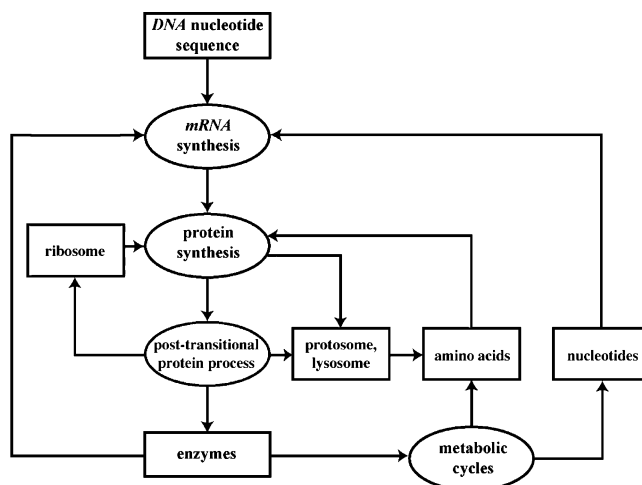 DNA nucleotide
sequence
mRNA
synthesis
ribosome
protein
synthesis
post-transitional
protein process
protosome,
lysosome
amino acids
nucleotides
enzymes
metabolic
cycles